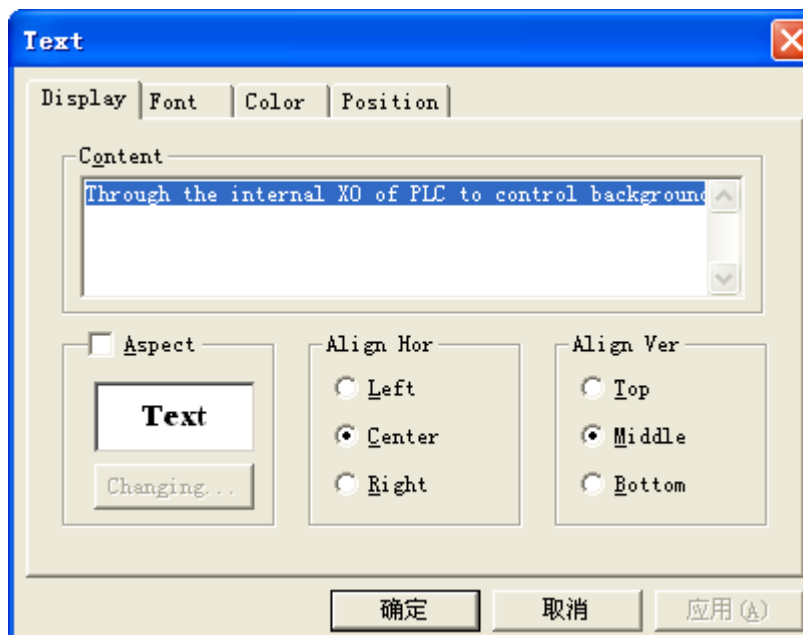 Text
Display Font Color Position
Content
Through the internal X0 of PLC to control background
Aspect Align Hor Align Ver
Left Top
Text
Center Middle
Changing... Right Bottom
确定 取消 应用(A)